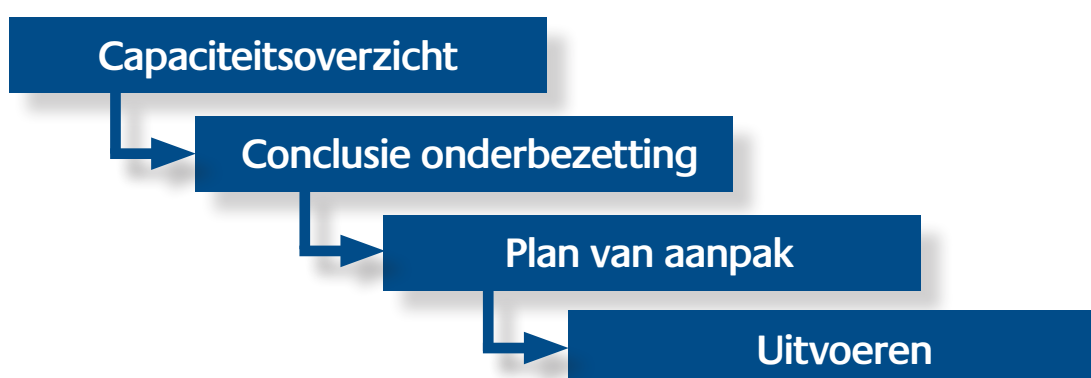 Capaciteitsoverzicht
Conclusie onderbezetting
Plan van aanpak
Uitvoeren